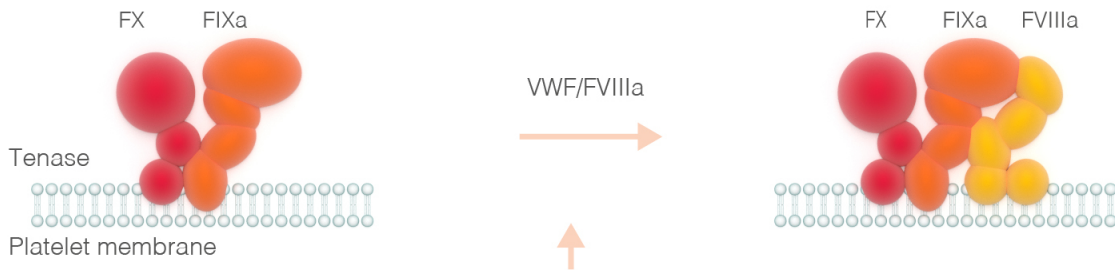 FX FIXa
FX FIXa FVIIIa
VWF/FVIIIa
Tenase
Platelet membrane